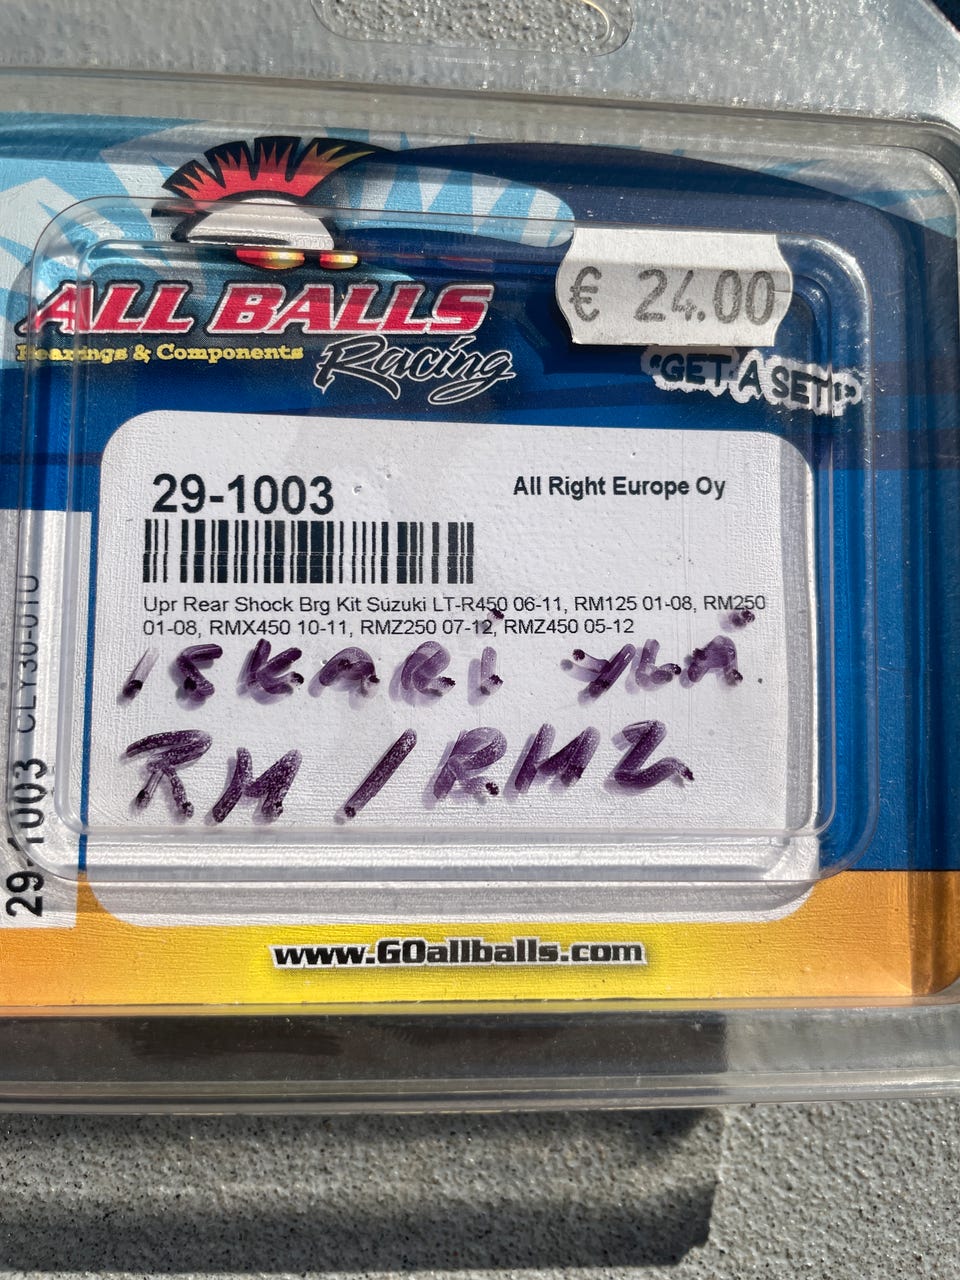 ALL BALLS
Bearings & Components
Racing
€ 24.00
"GET A SET!!"
29-1003
All Right Europe Oy
Upr Rear Shock Brg Kit Suzuki LT-R450 06-11, RM125 01-08, RM250
01-08, RMX450 10-11, RMZ250 07-12, RMZ450 05-12
ISKARI YLÄ
RM / RMZ
29-1003
www.GOallballs.com